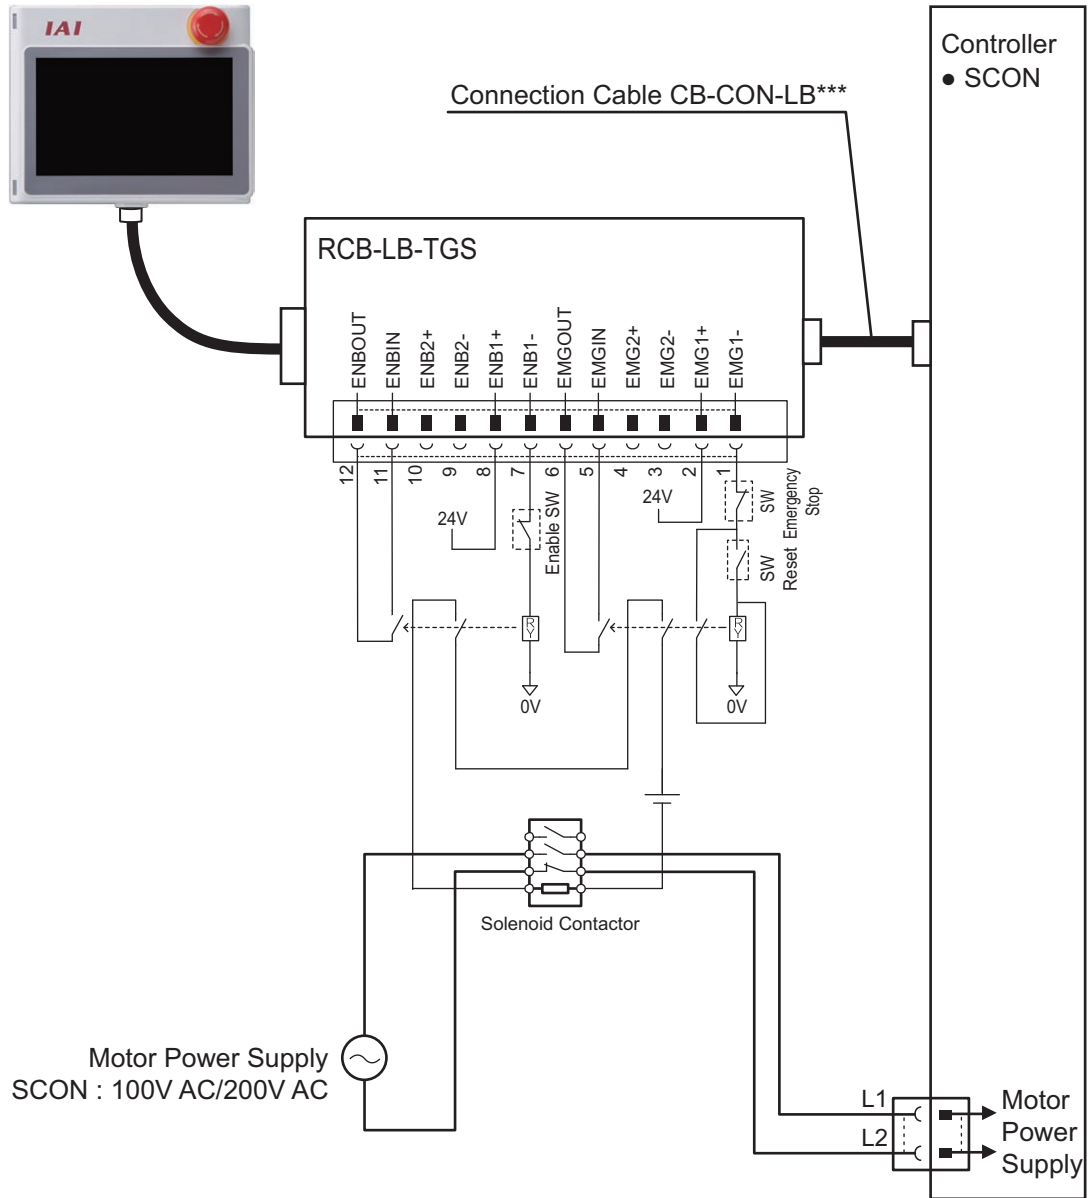 IAI
Controller
● SCON
Connection Cable CB-CON-LB***
RCB-LB-TGS
ENBOUT
ENBIN
ENB2+
ENB2-
ENB1+
ENB1-
EMGOUT
EMGIN
EMG2+
EMG2-
EMG1+
EMG1-
12
11
10
9
8
7
6
5
4
3
2
1
24V
Enable SW
24V
Emergency
Stop
SW
Reset
SW
RY
0V
RY
0V
Solenoid Contactor
Motor Power Supply
SCON : 100V AC/200V AC
L1
L2
Motor
Power
Supply